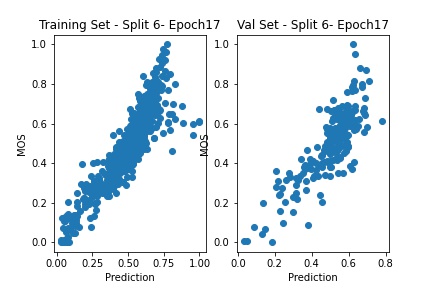 Training Set - Split 6- Epoch17
Val Set - Split 6- Epoch17
1.0
0.8
0.6
0.4
0.2
0.0
MOS
0.00 0.25 0.50 0.75 1.00
Prediction
1.0
0.8
0.6
0.4
0.2
0.0
MOS
0.0 0.2 0.4 0.6 0.8
Prediction